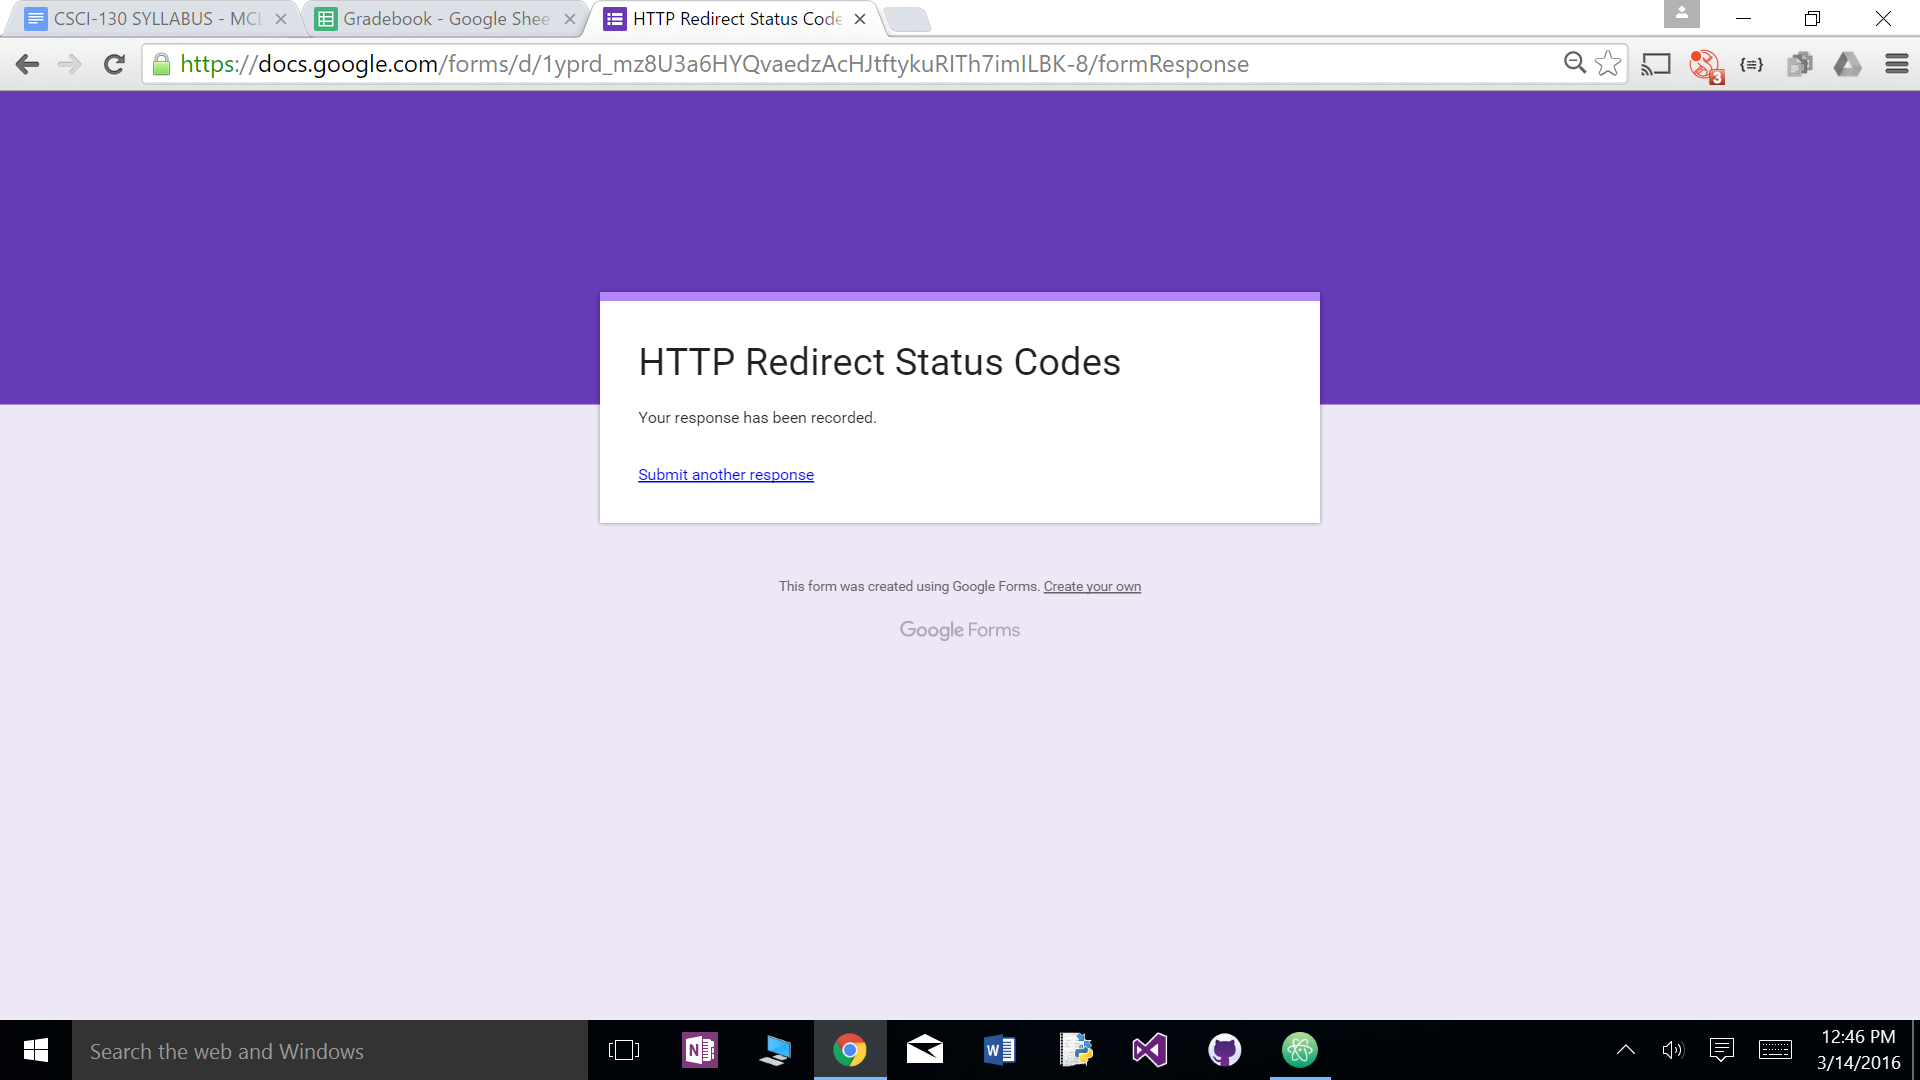 CSCI-130 SYLLABUS - MCL
Gradebook - Google Shee
HTTP Redirect Status Code
https://docs.google.com/forms/d/1yprd_mz8U3a6HYQvaedzAcHJtftykuRITh7imILBK-8/formResponse
3
HTTP Redirect Status Codes
Your response has been recorded.
Submit another response
This form was created using Google Forms. Create your own
Google Forms
Search the web and Windows
12:46 PM
3/14/2016